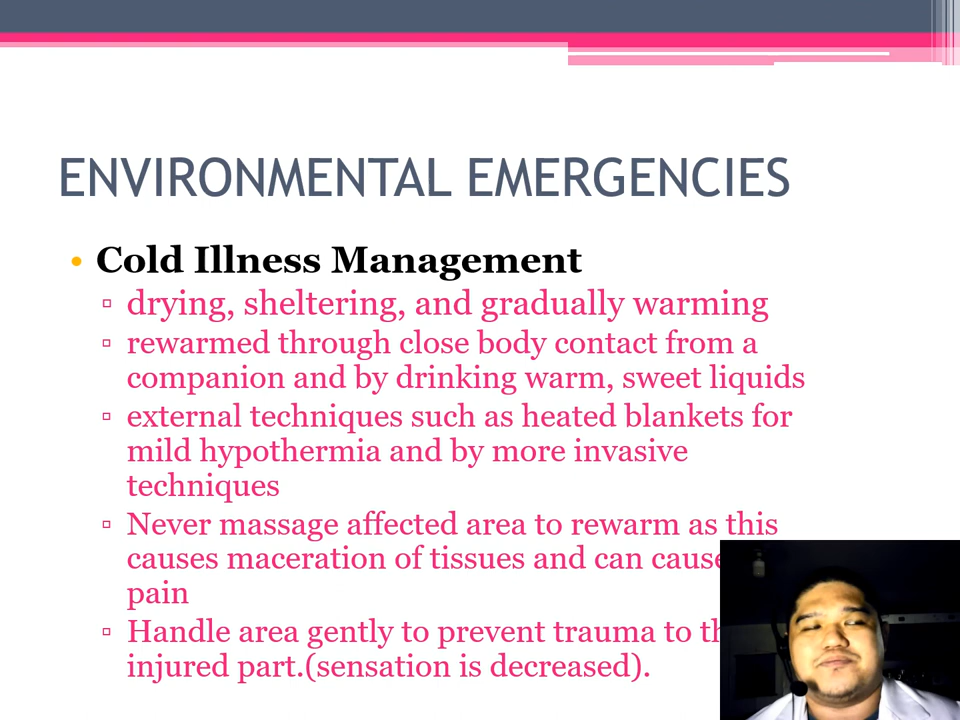 ENVIRONMENTAL EMERGENCIES
• Cold Illness Management
▫ drying, sheltering, and gradually warming
▫ rewarmed through close body contact from a
companion and by drinking warm, sweet liquids
▫ external techniques such as heated blankets for
mild hypothermia and by more invasive
techniques
▫ Never massage affected area to rewarm as this
causes maceration of tissues and can cause
pain
▫ Handle area gently to prevent trauma to
injured part.(sensation is decreased).